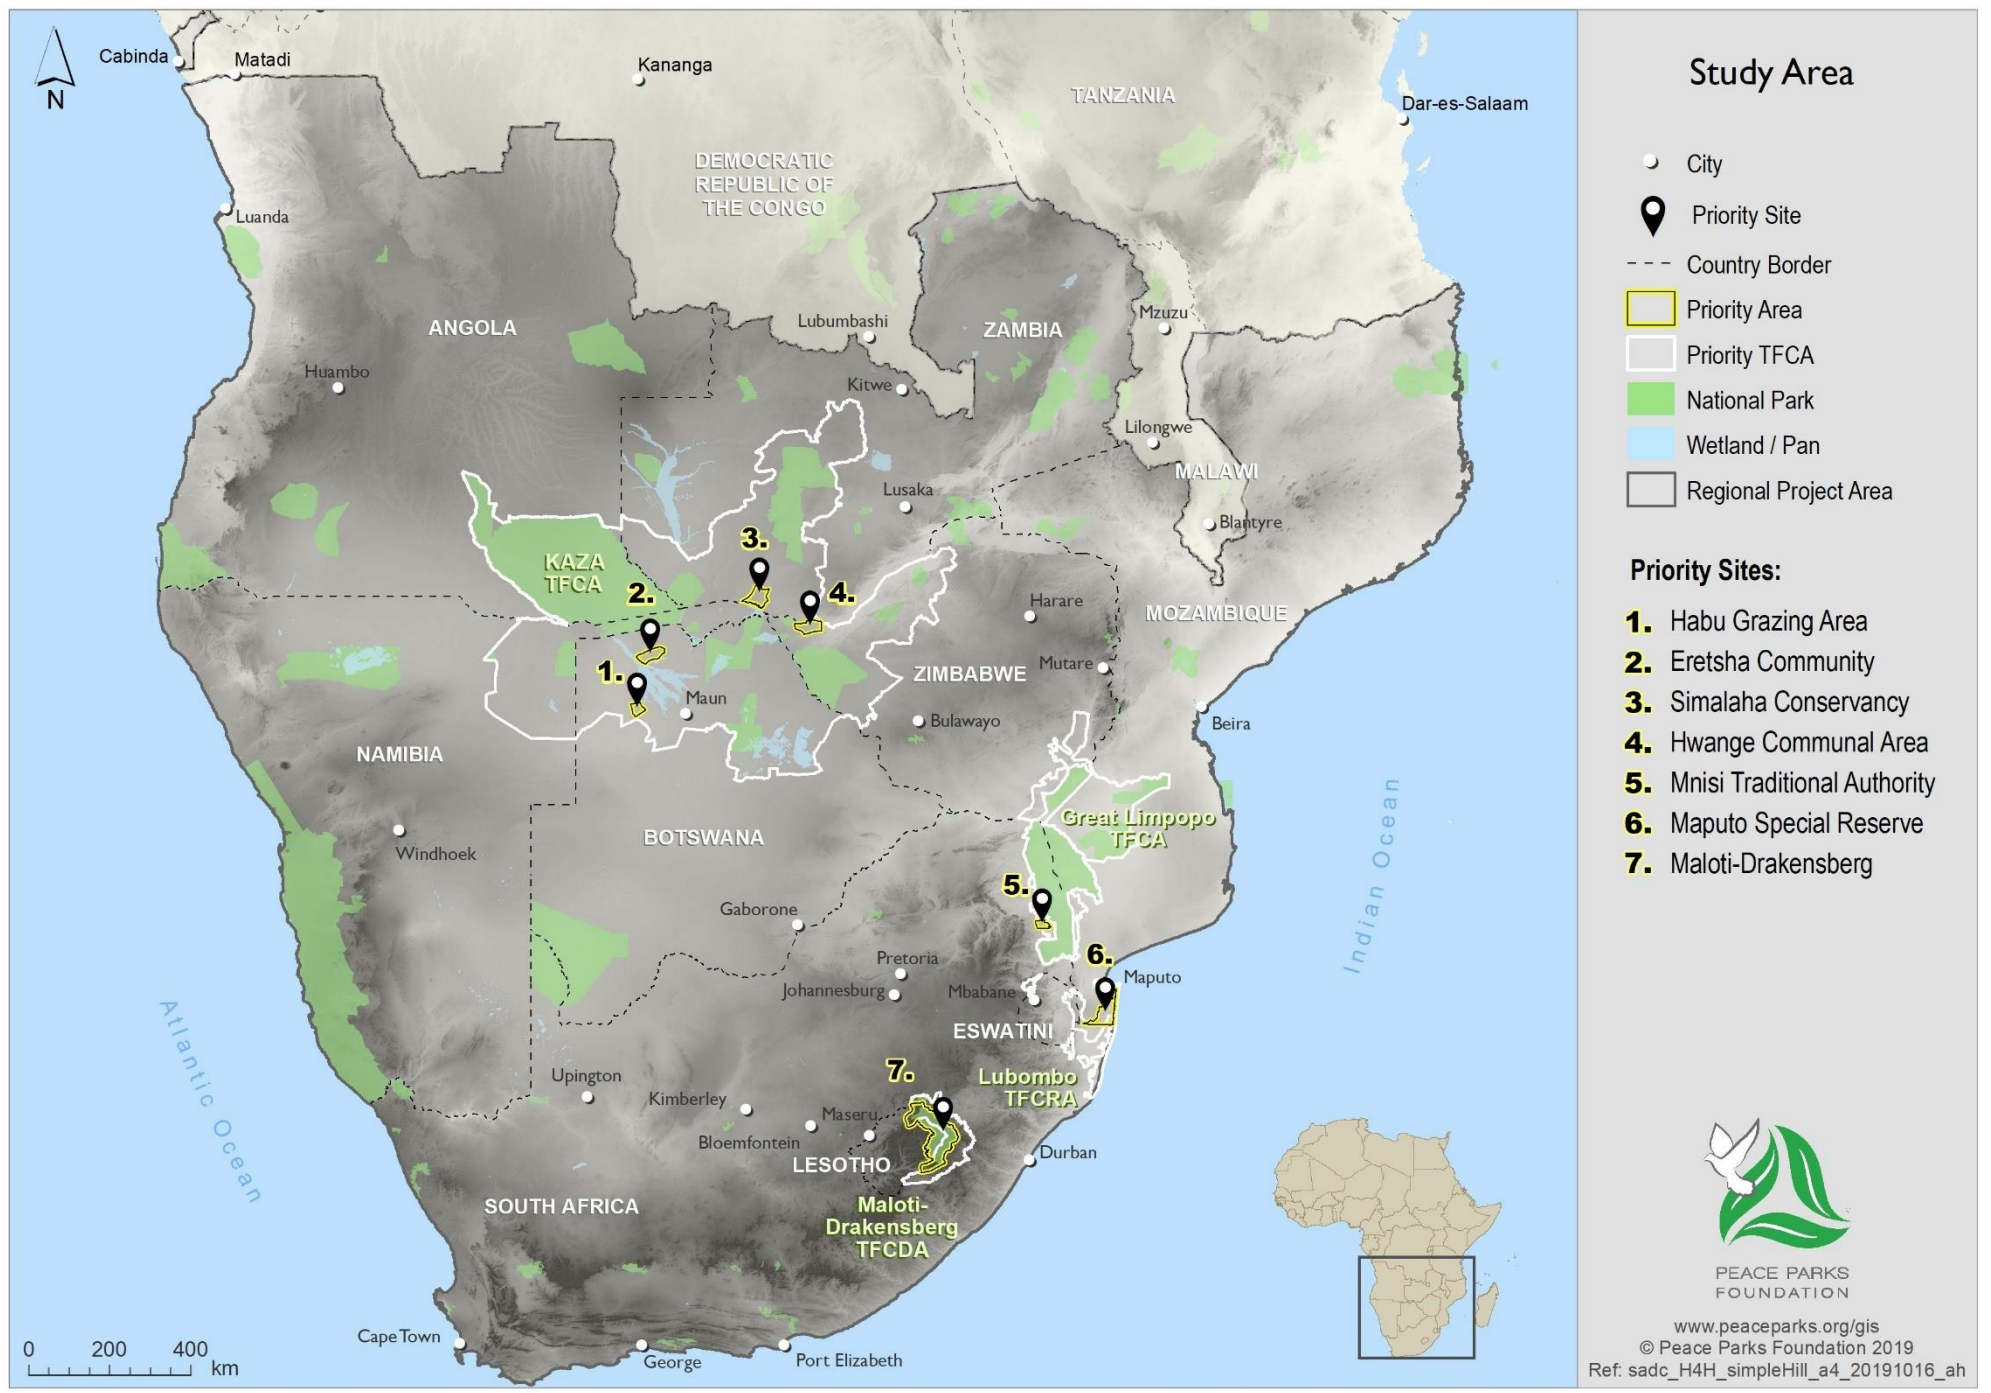 Cabinda
Matadi
Kananga
TANZANIA
Dar-es-Salaam
N
DEMOCRATIC
REPUBLIC OF
THE CONGO
Luanda
ANGOLA
Lubumbashi
ZAMBIA
Mzuzu
Huambo
Kitwe
Lilongwe
MALAWI
Lusaka
Blantyre
KAZA
TFCA
3.
2.
4.
Harare
MOZAMBIQUE
1.
Mutare
ZIMBABWE
Maun
Bulawayo
Beira
NAMIBIA
Great Limpopo
TFCA
BOTSWANA
Windhoek
Indian Ocean
5.
Gaborone
6.
Pretoria
Maputo
Johannesburg
Mbabane
Atlantic Ocean
ESWATINI
7.
Lubombo
TFCRA
Upington
Kimberley
Maseru
Bloemfontein
Durban
LESOTHO
SOUTH AFRICA
Maloti-
Drakensberg
TFCDA
Cape Town
George
Port Elizabeth
0 200 400
km
Study Area
City
Priority Site
Country Border
Priority Area
Priority TFCA
National Park
Wetland / Pan
Regional Project Area
Priority Sites:
1. Habu Grazing Area
2. Eretsha Community
3. Simalaha Conservancy
4. Hwange Communal Area
5. Mnisi Traditional Authority
6. Maputo Special Reserve
7. Maloti-Drakensberg
PEACE PARKS
FOUNDATION
www.peaceparks.org/gis
© Peace Parks Foundation 2019
Ref: sadc_H4H_simpleHill_a4_20191016_ah